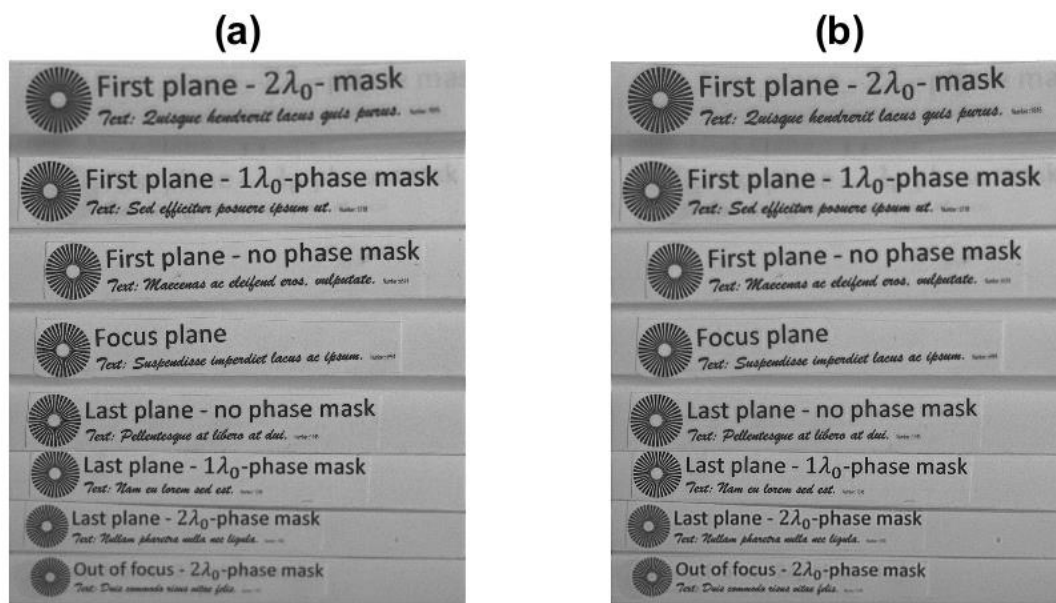 (a)
First plane - 2λ₀- mask
Text: Quisque hendrerit lacus quis purus.
First plane - 1λ₀-phase mask
Text: Sed efficitur posuere ipsum ut.
First plane - no phase mask
Text: Maecenas ac eleifend eros, vulputate.
Focus plane
Text: Suspendisse imperdiet lacus ac ipsum.
Last plane - no phase mask
Text: Pellentesque at libero at dui.
Last plane - 1λ₀-phase mask
Text: Nam eu lorem sed est.
Last plane - 2λ₀-phase mask
Text: Nullam pharetra nulla nec ligula.
Out of focus - 2λ₀-phase mask
Text: Duis commodo risus vitae felis.
(b)
First plane - 2λ₀- mask
Text: Quisque hendrerit lacus quis purus.
First plane - 1λ₀-phase mask
Text: Sed efficitur posuere ipsum ut.
First plane - no phase mask
Text: Maecenas ac eleifend eros, vulputate.
Focus plane
Text: Suspendisse imperdiet lacus ac ipsum.
Last plane - no phase mask
Text: Pellentesque at libero at dui.
Last plane - 1λ₀-phase mask
Text: Nam eu lorem sed est.
Last plane - 2λ₀-phase mask
Text: Nullam pharetra nulla nec ligula.
Out of focus - 2λ₀-phase mask
Text: Duis commodo risus vitae felis.